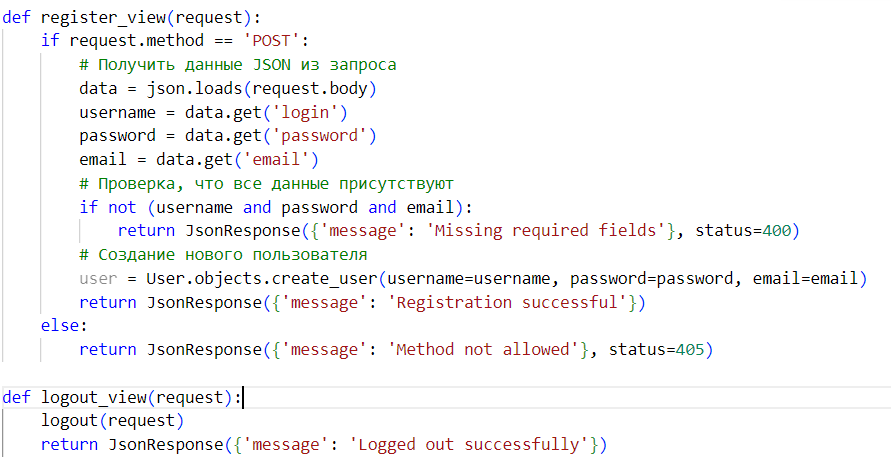 def register_view(request):
    if request.method == 'POST':
        # Получить данные JSON из запроса
        data = json.loads(request.body)
        username = data.get('login')
        password = data.get('password')
        email = data.get('email')
        # Проверка, что все данные присутствуют
        if not (username and password and email):
            return JsonResponse({'message': 'Missing required fields'}, status=400)
        # Создание нового пользователя
        user = User.objects.create_user(username=username, password=password, email=email)
        return JsonResponse({'message': 'Registration successful'})
    else:
        return JsonResponse({'message': 'Method not allowed'}, status=405)
def logout_view(request):
    logout(request)
    return JsonResponse({'message': 'Logged out successfully'})